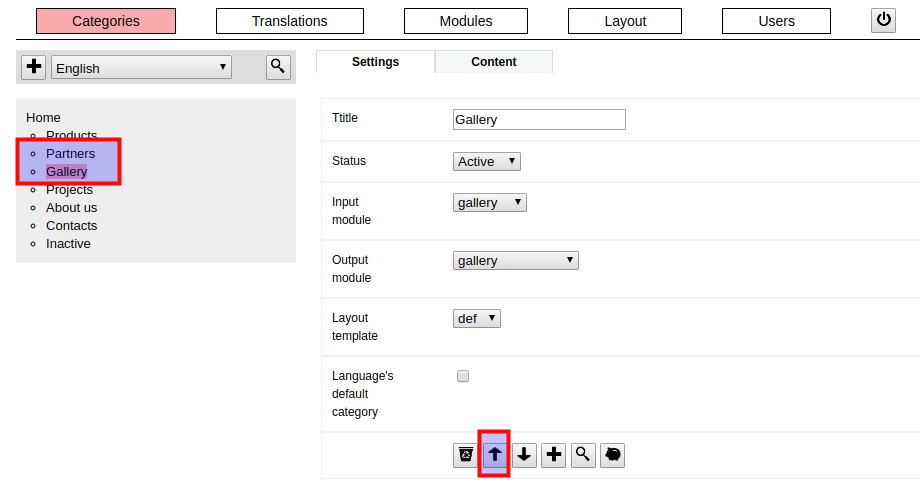 Categories Translations Modules Layout Users
English
Settings Content
Home
Products
Partners
Gallery
Projects
About us
Contacts
Inactive
Ttitle Gallery
Status Active
Input
module
gallery
Output
module
gallery
Layout
template
def
Language's
default
category